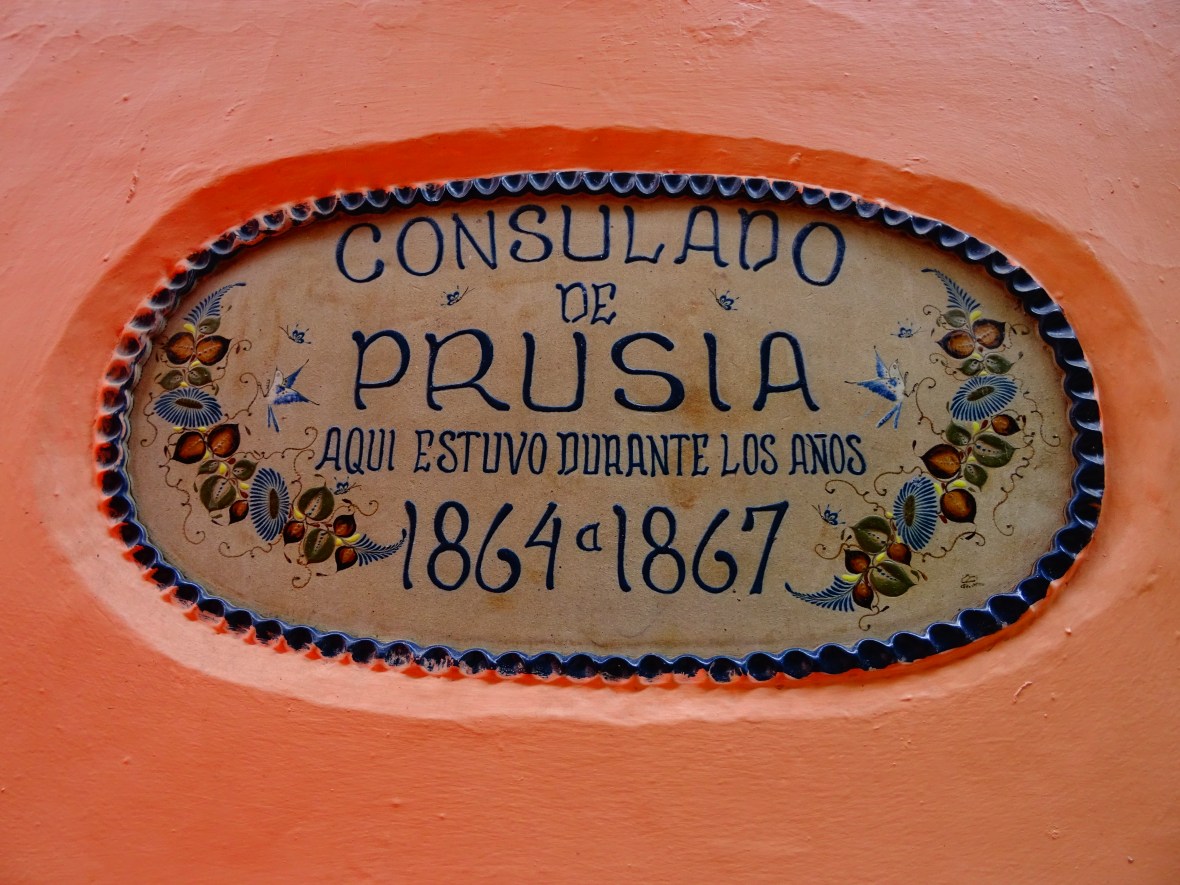 CONSULADO
DE
PRUSIA
AQUI ESTUVO DURANTE LOS AÑOS
1864 a 1867